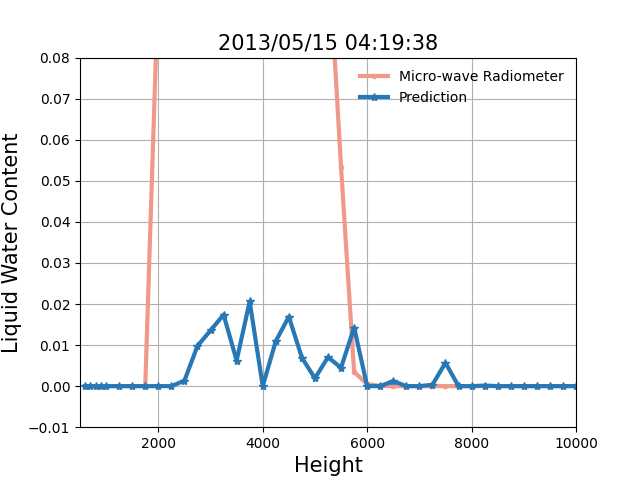 2013/05/15 04:19:38
Micro-wave Radiometer
Prediction
Liquid Water Content
0.08
0.07
0.06
0.05
0.04
0.03
0.02
0.01
0.00
−0.01
2000 4000 6000 8000 10000
Height